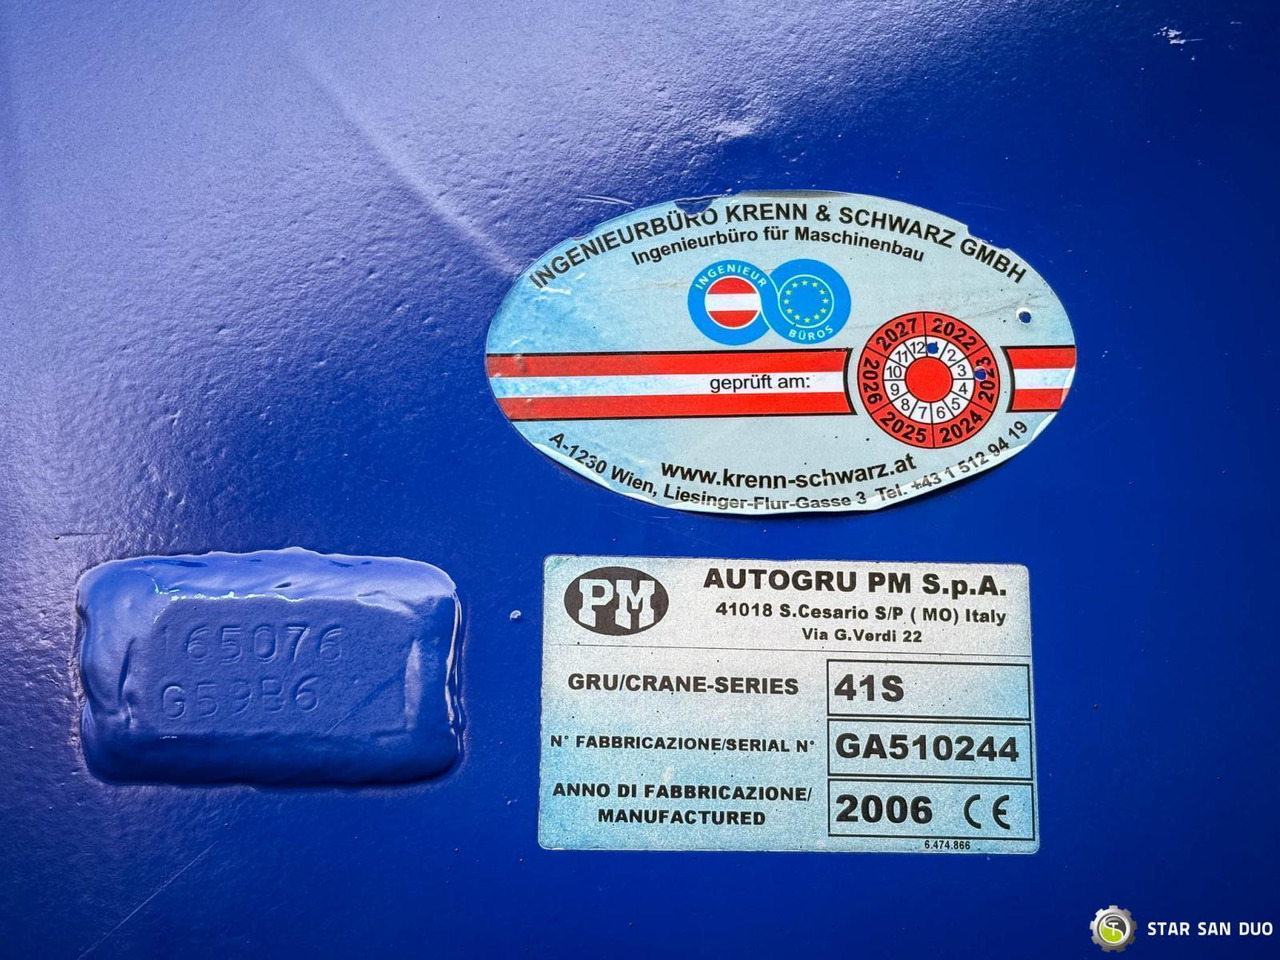 INGENIEURBÜRO KRENN & SCHWARZ GMBH
Ingenieurbüro für Maschinenbau
INGENIEUR
BÜROS
geprüft am:
2022 2023 2024 2025 2026 2027
12 2 3 4 5 6 7 8 9 10 11
www.krenn-schwarz.at
A-1230 Wien, Liesinger-Flur-Gasse 3 Tel. +43 1 512 94 19
165076
G59B6
PM
AUTOGRU PM S.p.A.
41018 S.Cesario S/P ( MO) Italy
Via G.Verdi 22
GRU/CRANE-SERIES 41S
N° FABBRICAZIONE/SERIAL N° GA510244
ANNO DI FABBRICAZIONE/
MANUFACTURED 2006 CE
6.474.866
STAR SAN DUO